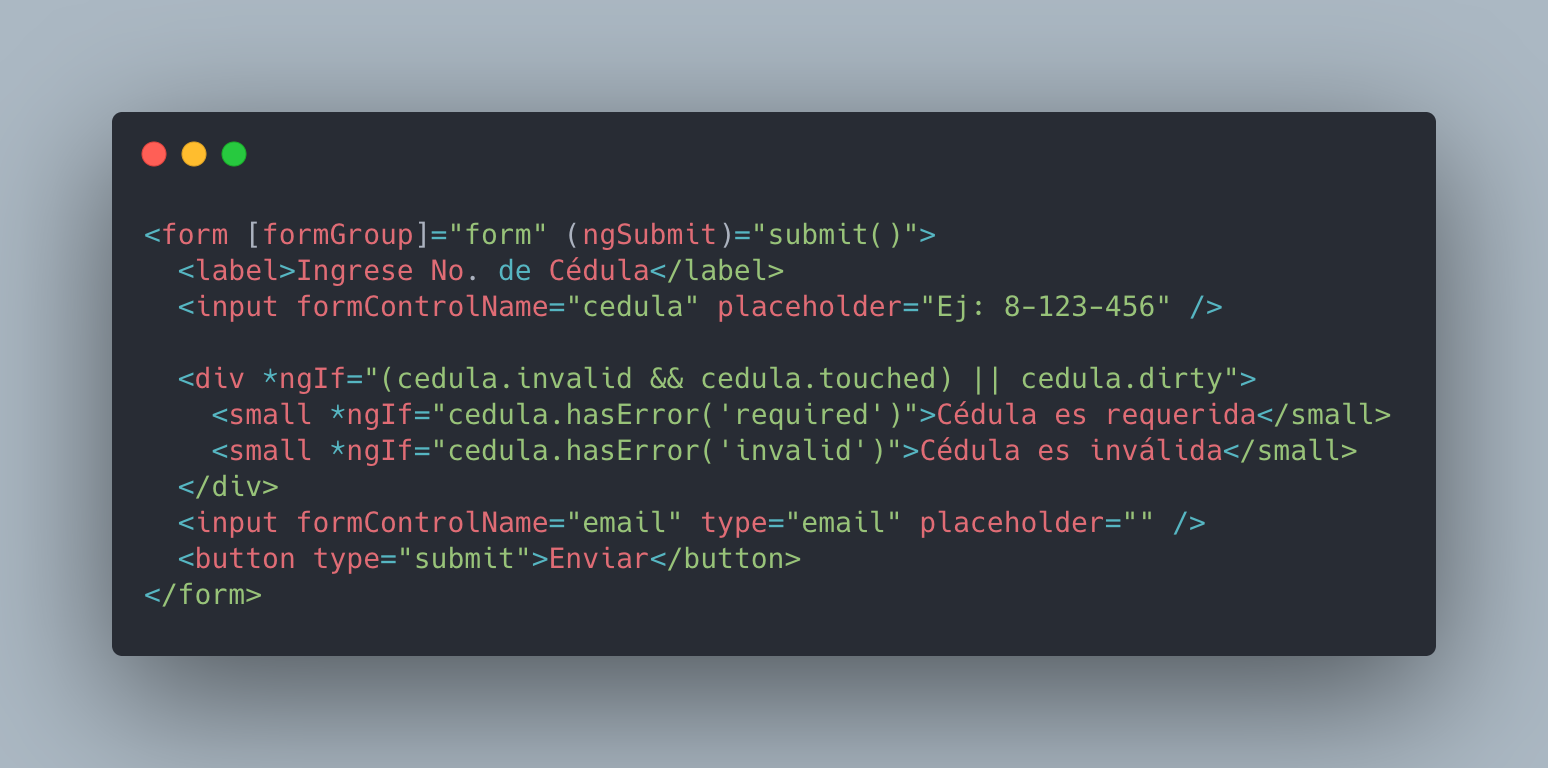 <form [formGroup]="form" (ngSubmit)="submit()">
  <label>Ingrese No. de Cédula</label>
  <input formControlName="cedula" placeholder="Ej: 8-123-456" />

  <div *ngIf="(cedula.invalid && cedula.touched) || cedula.dirty">
    <small *ngIf="cedula.hasError('required')">Cédula es requerida</small>
    <small *ngIf="cedula.hasError('invalid')">Cédula es inválida</small>
  </div>
  <input formControlName="email" type="email" placeholder="" />
  <button type="submit">Enviar</button>
</form>